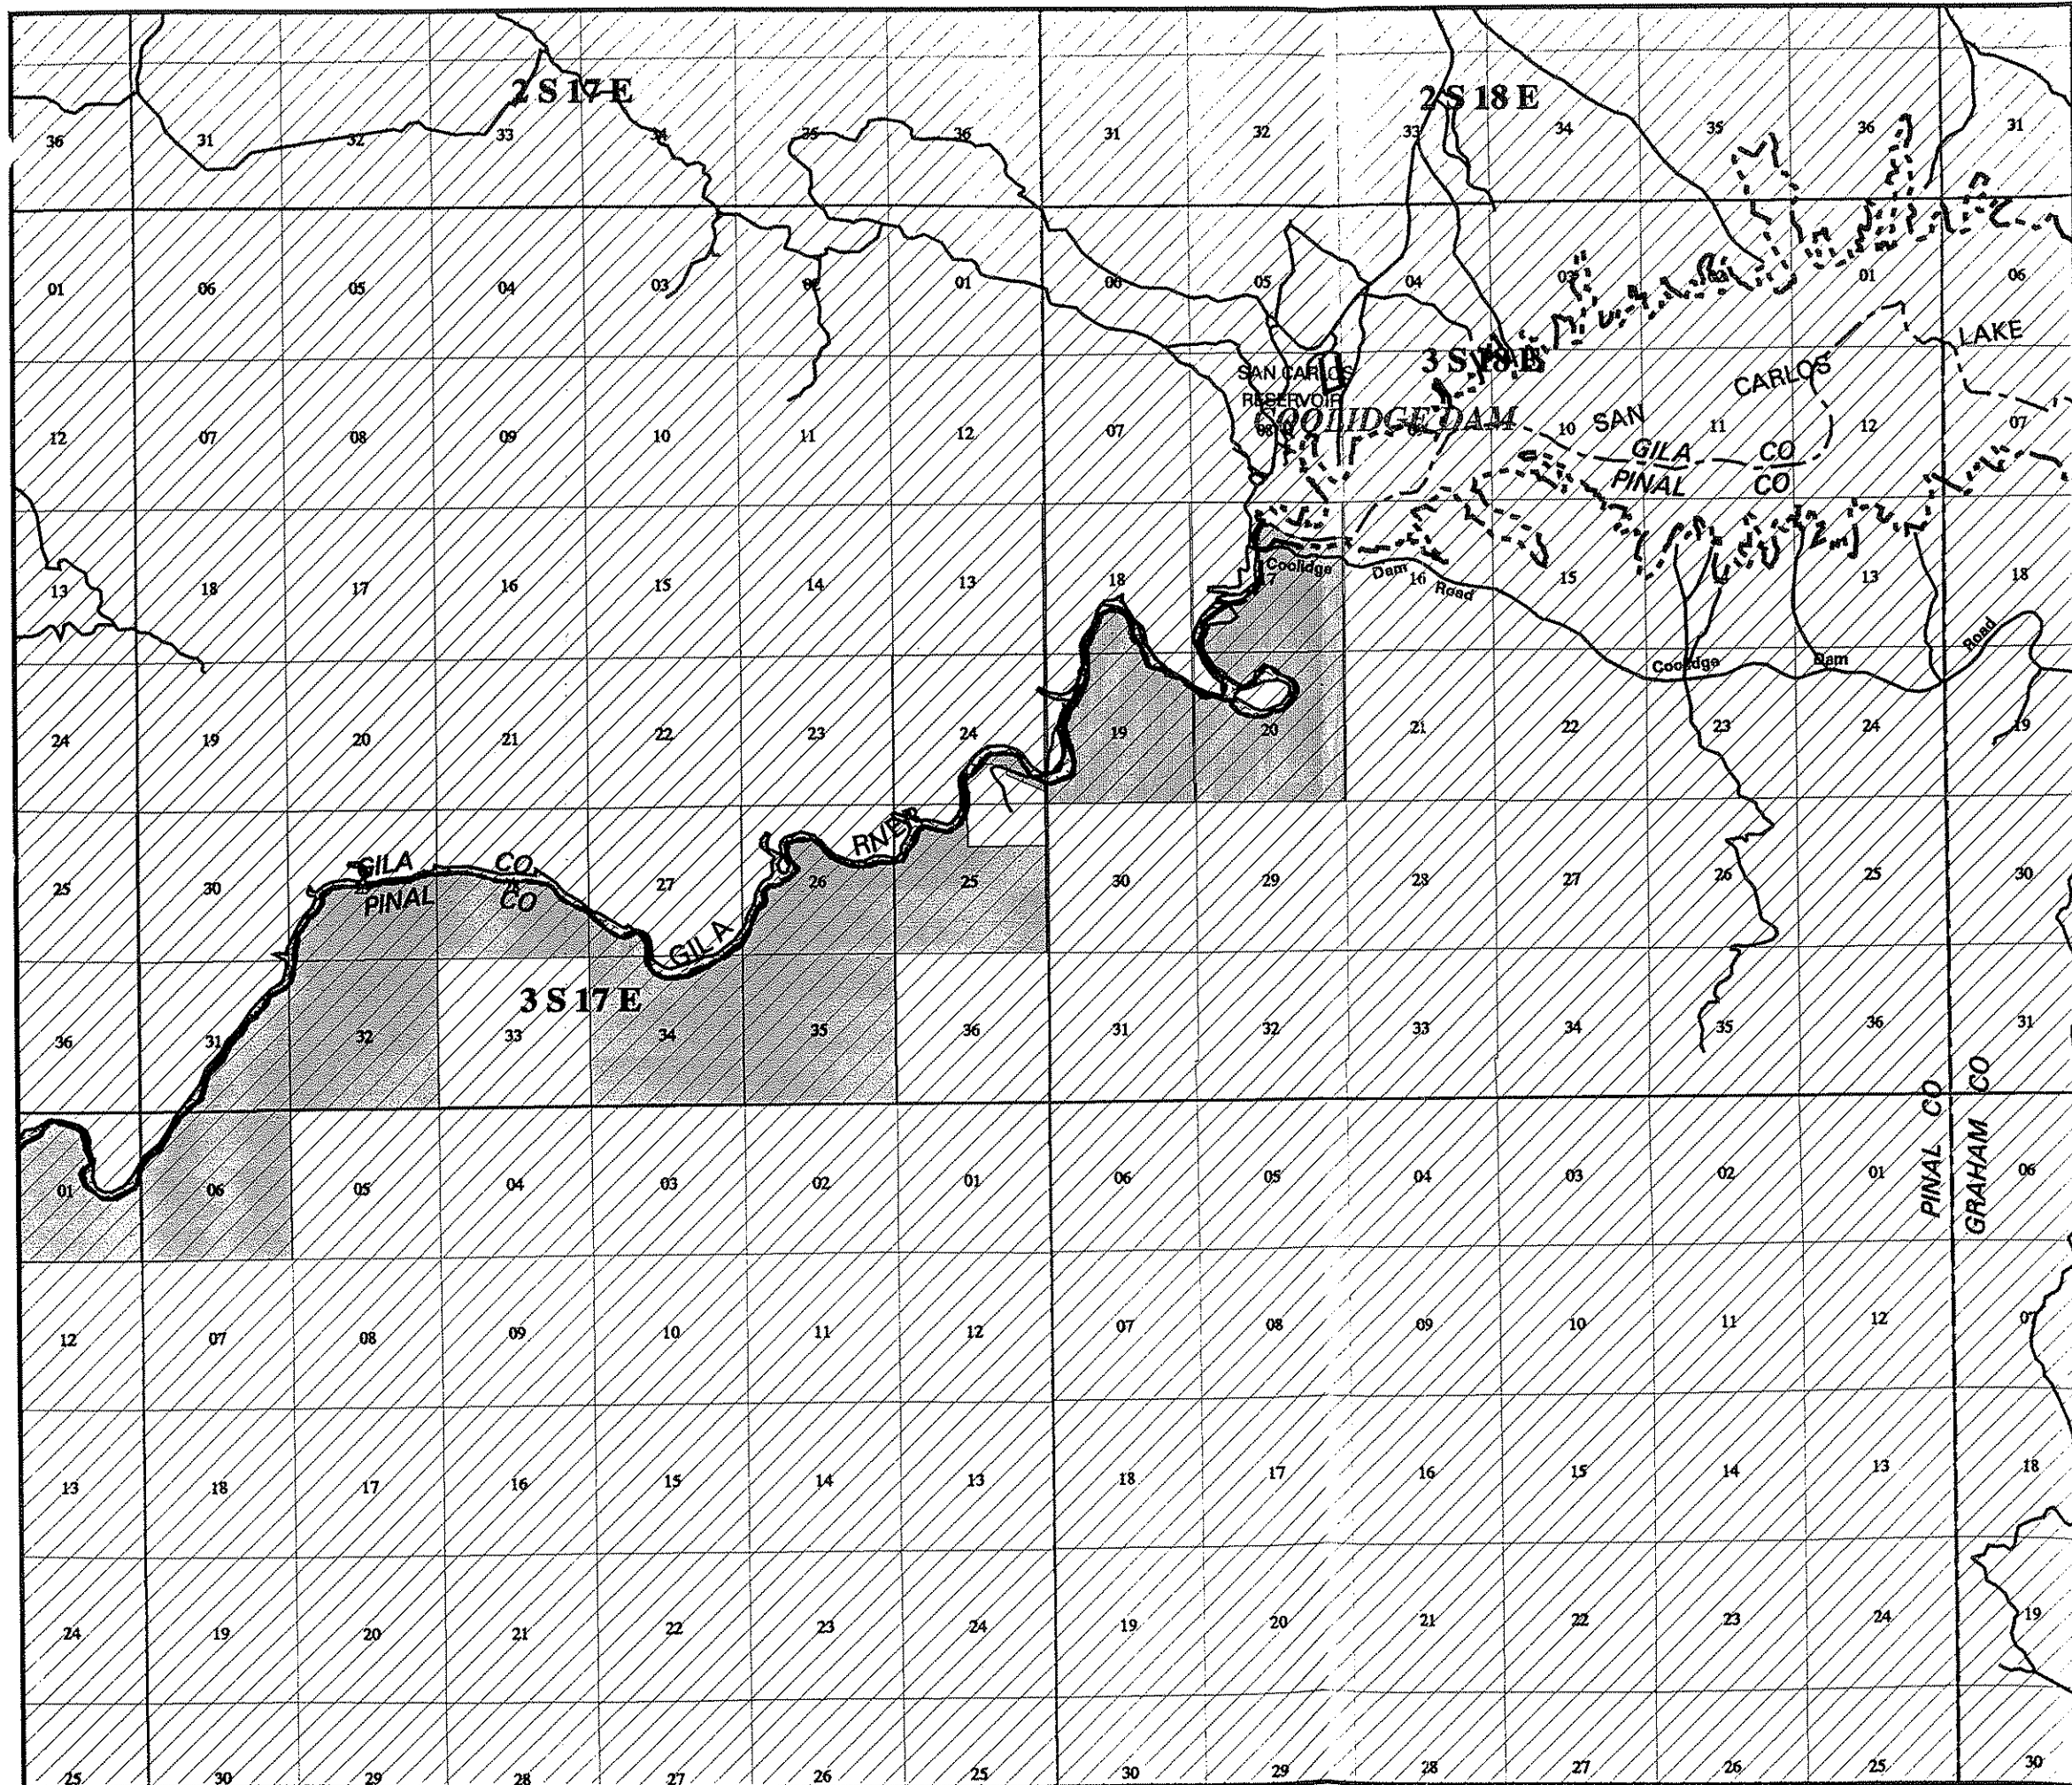 2 S 17 E
2 S 18 E
36 31 32 33 34 35 36 31 32 33 34 35 36 31
01 06 05 04 03 02 01 06 05 04 03 01 06
LAKE
3 S 18 E
SAN CARLOS
RESERVOIR
CARLOS
COOLIDGE DAM
SAN
12 07 08 09 10 11 12 07 08 10 11 12 07
GILA CO
PINAL CO
Coolidge Dam Road
13 18 17 16 15 14 13 18 17 16 15 14 13 18
Coolidge Dam Road
24 19 20 21 22 23 24 19 20 21 22 23 24 19
RIVER
GILA CO.
PINAL CO
25 30 27 26 25 30 29 28 27 26 25 30
GILA
3 S 17 E
36 31 32 33 34 35 36 31 32 33 34 35 36 31
PINAL CO
GRAHAM CO
01 06 05 04 03 02 01 06 05 04 03 02 01 06
12 07 08 09 10 11 12 07 08 09 10 11 12 07
13 18 17 16 15 14 13 18 17 16 15 14 13 18
24 19 20 21 22 23 24 19 20 21 22 23 24 19
25 30 29 28 27 26 25 30 29 28 27 26 25 30